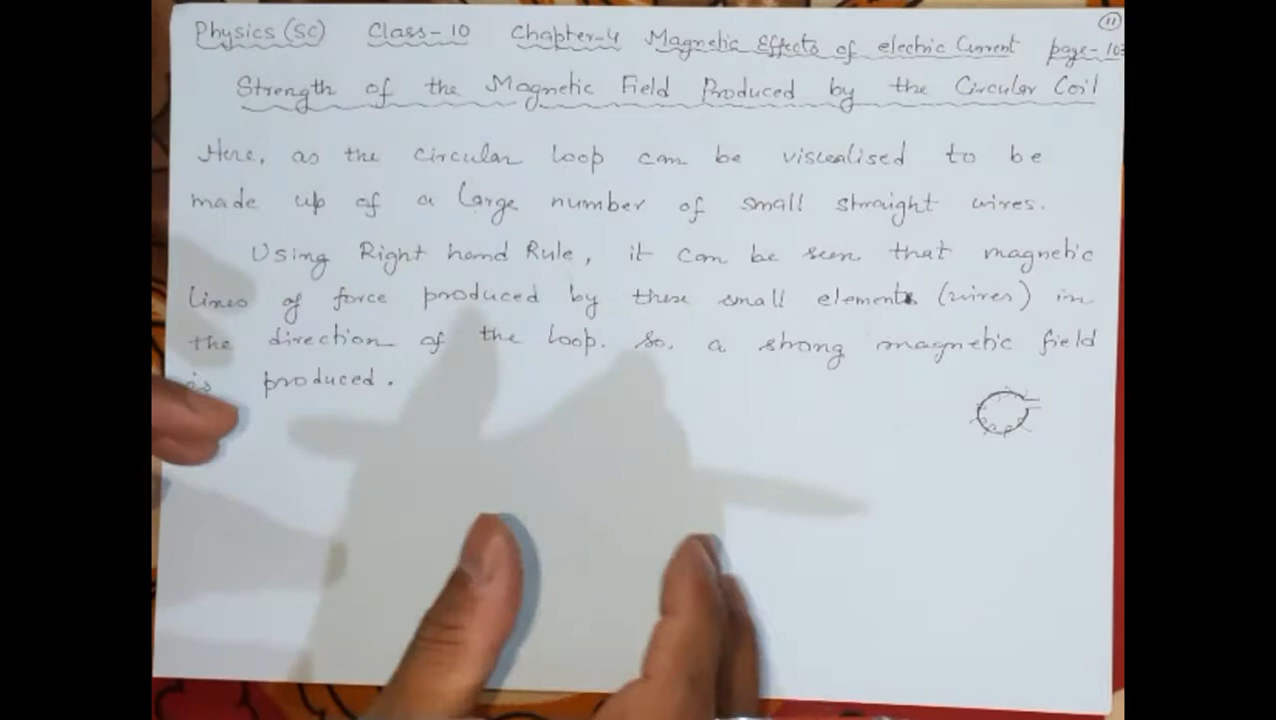 11
Physics (SC) Class-10 Chapter-4 Magnetic Effects of electric Current page-10
Strength of the Magnetic Field Produced by the Circular Coil
Here, as the circular loop can be viscealised to be
made up of a large number of small straight wires.
Using Right hand Rule, it can be seen that magnetic
lines of force produced by these small elements (wires) in
the direction of the loop. So, a strong magnetic field
is produced.